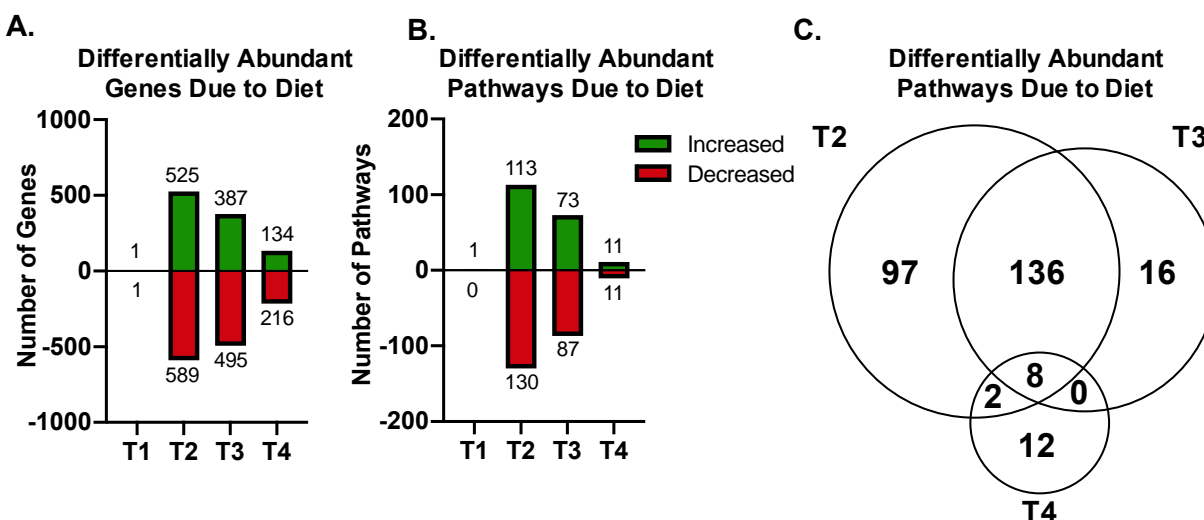 A.
Differentially Abundant
Genes Due to Diet
Number of Genes
1000
500
0
-500
-1000
1
1
525
589
387
495
134
216
T1 T2 T3 T4
B.
Differentially Abundant
Pathways Due to Diet
Number of Pathways
200
100
0
-100
-200
1
0
113
130
73
87
11
11
T1 T2 T3 T4
Increased
Decreased
C.
Differentially Abundant
Pathways Due to Diet
T2
T3
97 136 16
8
2 0
12
T4